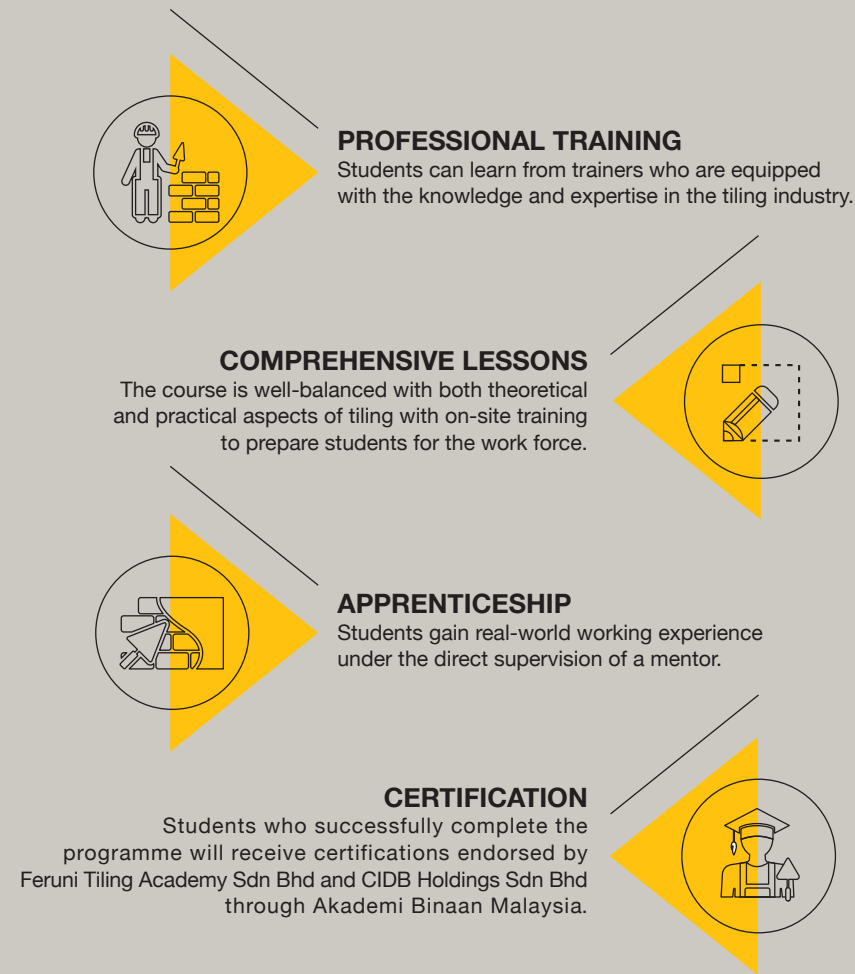 PROFESSIONAL TRAINING
Students can learn from trainers who are equipped
with the knowledge and expertise in the tiling industry.
COMPREHENSIVE LESSONS
The course is well-balanced with both theoretical
and practical aspects of tiling with on-site training
to prepare students for the work force.
APPRENTICESHIP
Students gain real-world working experience
under the direct supervision of a mentor.
CERTIFICATION
Students who successfully complete the
programme will receive certifications endorsed by
Feruni Tiling Academy Sdn Bhd and CIDB Holdings Sdn Bhd
through Akademi Binaan Malaysia.